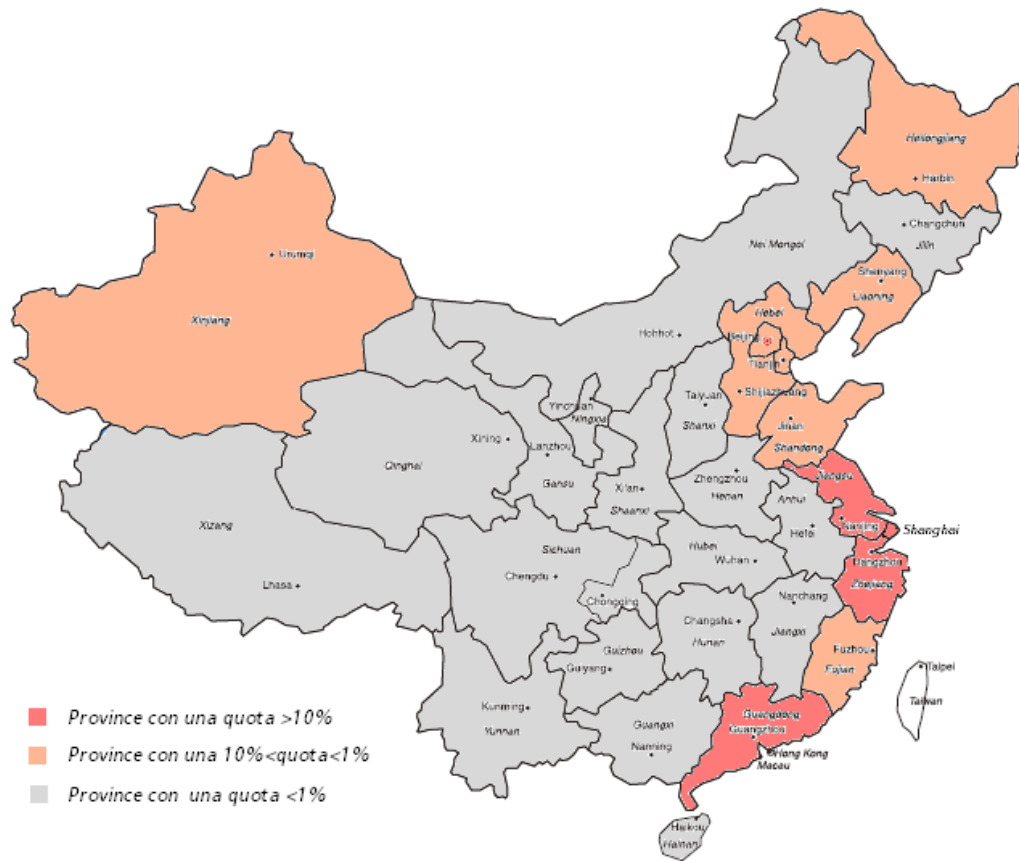 Heilongjiang
Harbin
Changchun
Jilin
Nei Mongol
Urumqi
Shenyang
Liaoning
Xinjiang
Hebei
Hohhot
Beijing
Tianjin
Shijiazhuang
Taiyuan
Yinchuan
Ningxia
Jinan
Shanxi
Xining
Lanzhou
Shandong
Qinghai
Jiangsu
Zhengzhou
Gansu
Xi'an
Henan
Anhui
Shaanxi
Nanjing
Xizang
Hefei
Shanghai
Sichuan
Hubei
Hangzhou
Wuhan
Chengdu
Zhejiang
Lhasa
Chongqing
Nanchang
Changsha
Hunan
Jiangxi
Guizhou
Fuzhou
Guiyang
Fujian
Taipei
Taiwan
Kunming
Guangdong
Guangxi
Yunnan
Guangzhou
Nanning
Hong Kong
Macau
Haikou
Hainan
Province con una quota >10%
Province con una 10%<quota<1%
Province con una quota <1%